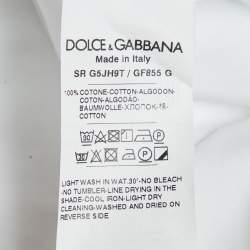 DOLCE & GABBANA
Made in Italy
SR G5JH9T / GF855 G
100% COTONE-COTTON-ALGODON-
COTON-ALGODAO-
BAUMWOLLE-ХЛОПОК-棉-
COTTON
LIGHT WASH IN WAT.30°-NO BLEACH
-NO TUMBLER-LINE DRYING IN THE
SHADE-COOL IRON-LIGHT DRY
CLEANING-WASHED AND DRIED ON
REVERSE SIDE